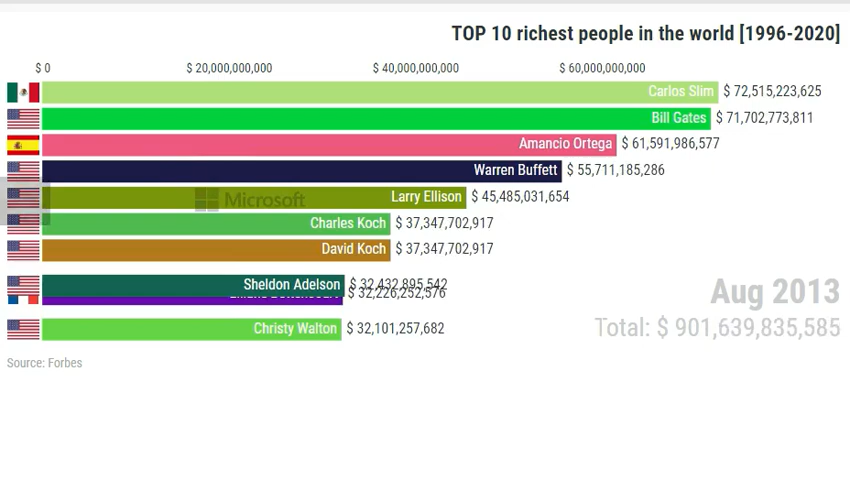 TOP 10 richest people in the world [1996-2020]
$ 0 $ 20,000,000,000 $ 40,000,000,000 $ 60,000,000,000
Carlos Slim $ 72,515,223,625
Bill Gates $ 71,702,773,811
Amancio Ortega $ 61,591,986,577
Warren Buffett $ 55,711,185,286
Microsoft Larry Ellison $ 45,485,031,654
Charles Koch $ 37,347,702,917
David Koch $ 37,347,702,917
Sheldon Adelson $ 32,432,895,542
$ 32,226,252,576
Aug 2013
Christy Walton $ 32,101,257,682
Total: $ 901,639,835,585
Source: Forbes